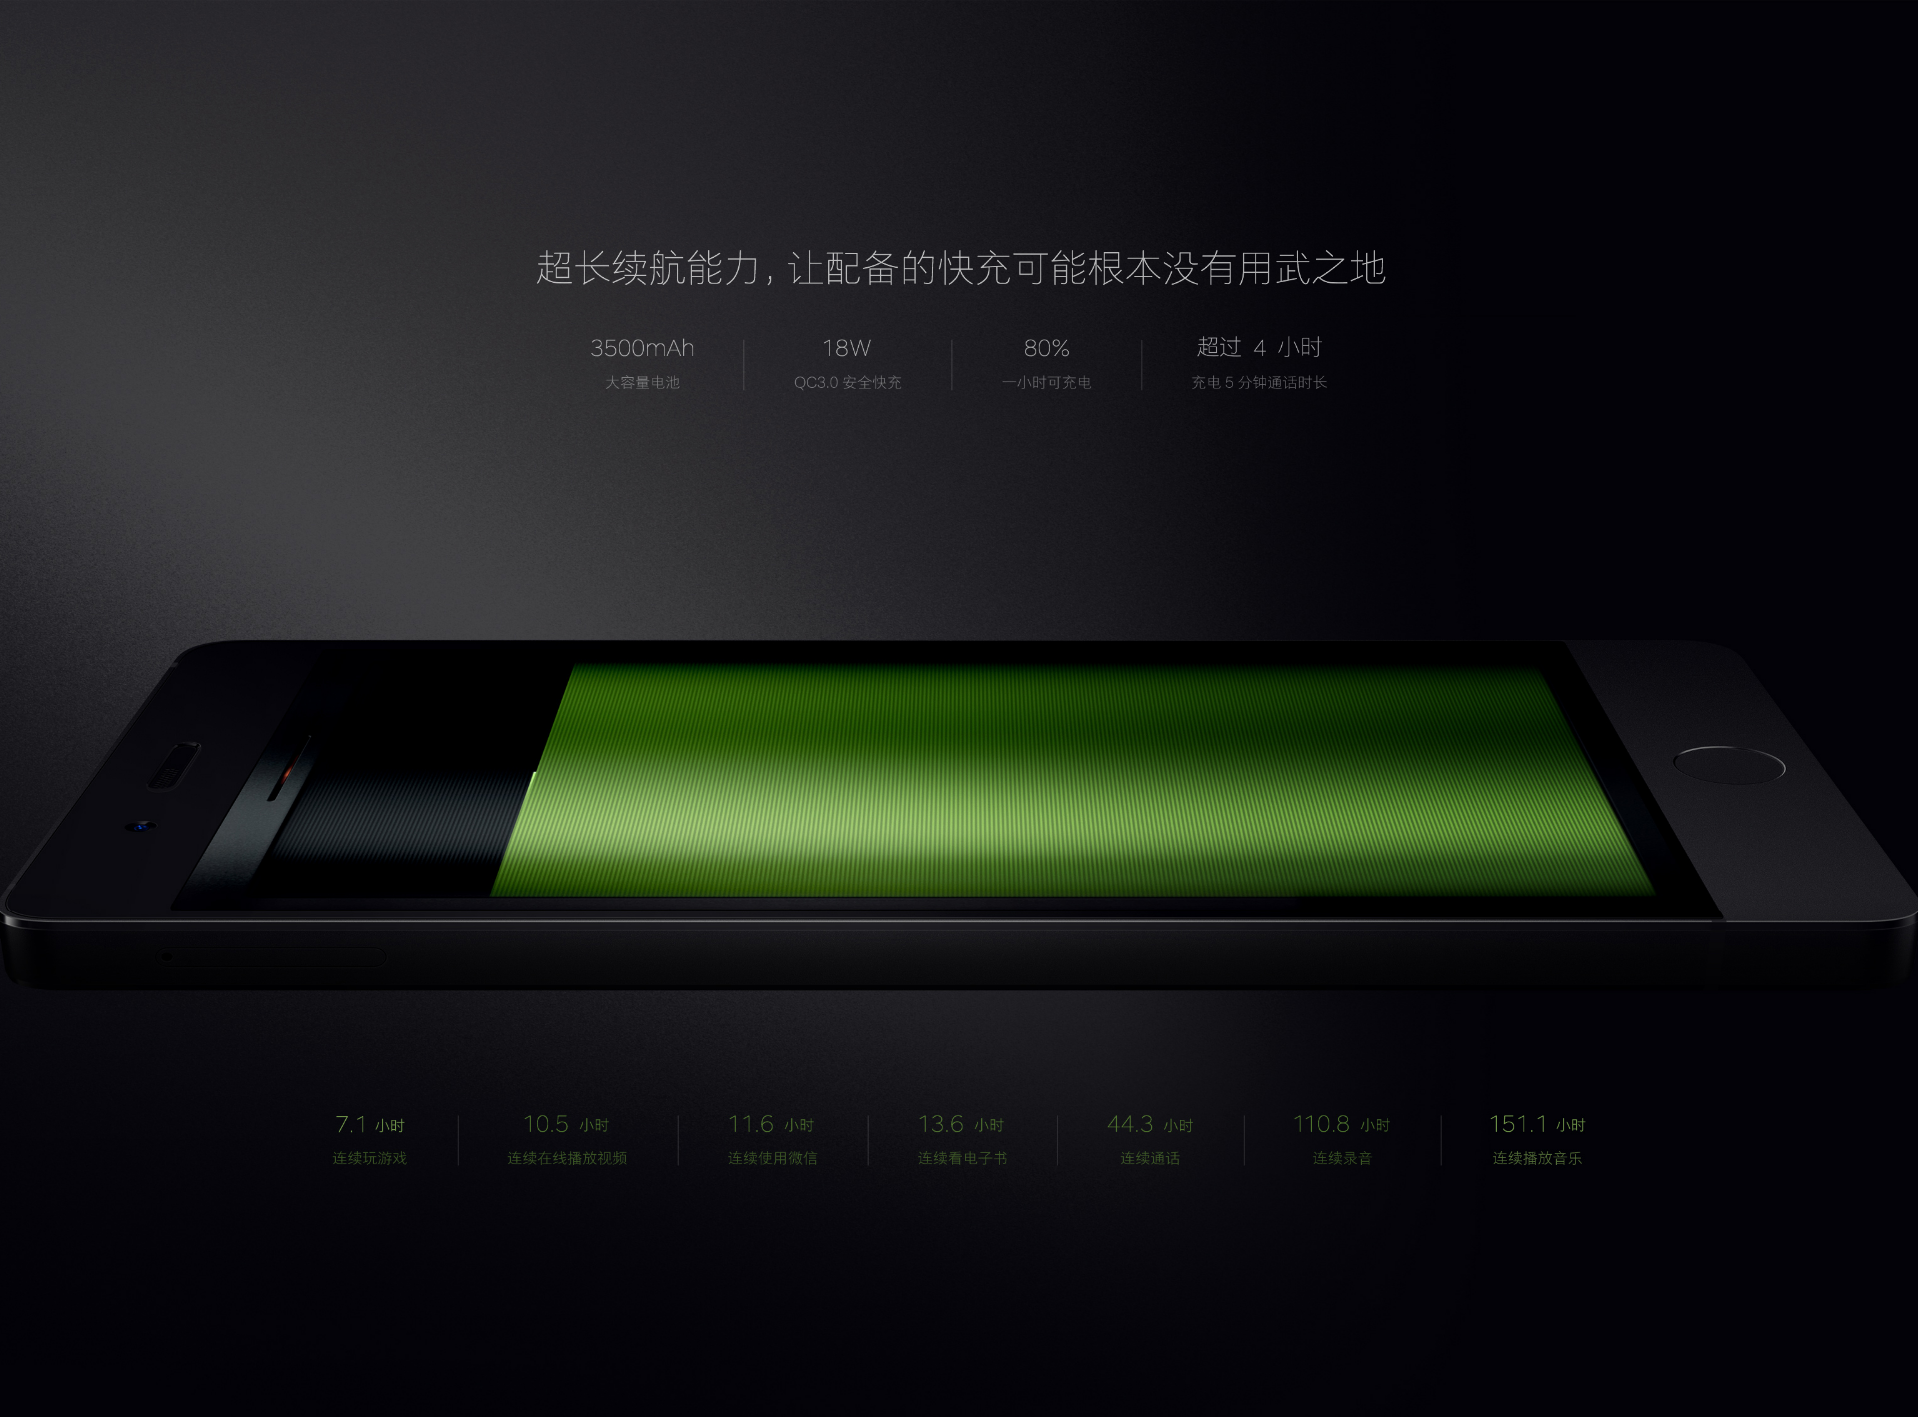 超长续航能力，让配备的快充可能根本没有用武之地
3500mAh
大容量电池
18W
QC3.0 安全快充
80%
一小时可充电
超过 4 小时
充电 5 分钟通话时长
7.1 小时
连续玩游戏
10.5 小时
连续在线播放视频
11.6 小时
连续使用微信
13.6 小时
连续看电子书
44.3 小时
连续通话
110.8 小时
连续录音
151.1 小时
连续播放音乐